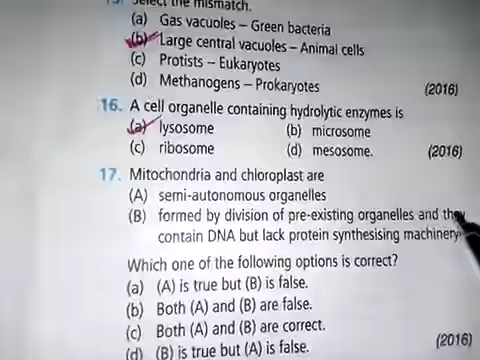 Select the mismatch.
(a) Gas vacuoles – Green bacteria
(b) Large central vacuoles – Animal cells
(c) Protists – Eukaryotes
(d) Methanogens – Prokaryotes (2016)
16. A cell organelle containing hydrolytic enzymes is
(a) lysosome (b) microsome
(c) ribosome (d) mesosome. (2016)
17. Mitochondria and chloroplast are
(A) semi-autonomous organelles
(B) formed by division of pre-existing organelles and they
contain DNA but lack protein synthesising machinery.
Which one of the following options is correct?
(a) (A) is true but (B) is false.
(b) Both (A) and (B) are false.
(c) Both (A) and (B) are correct.
(d) (B) is true but (A) is false. (2016)